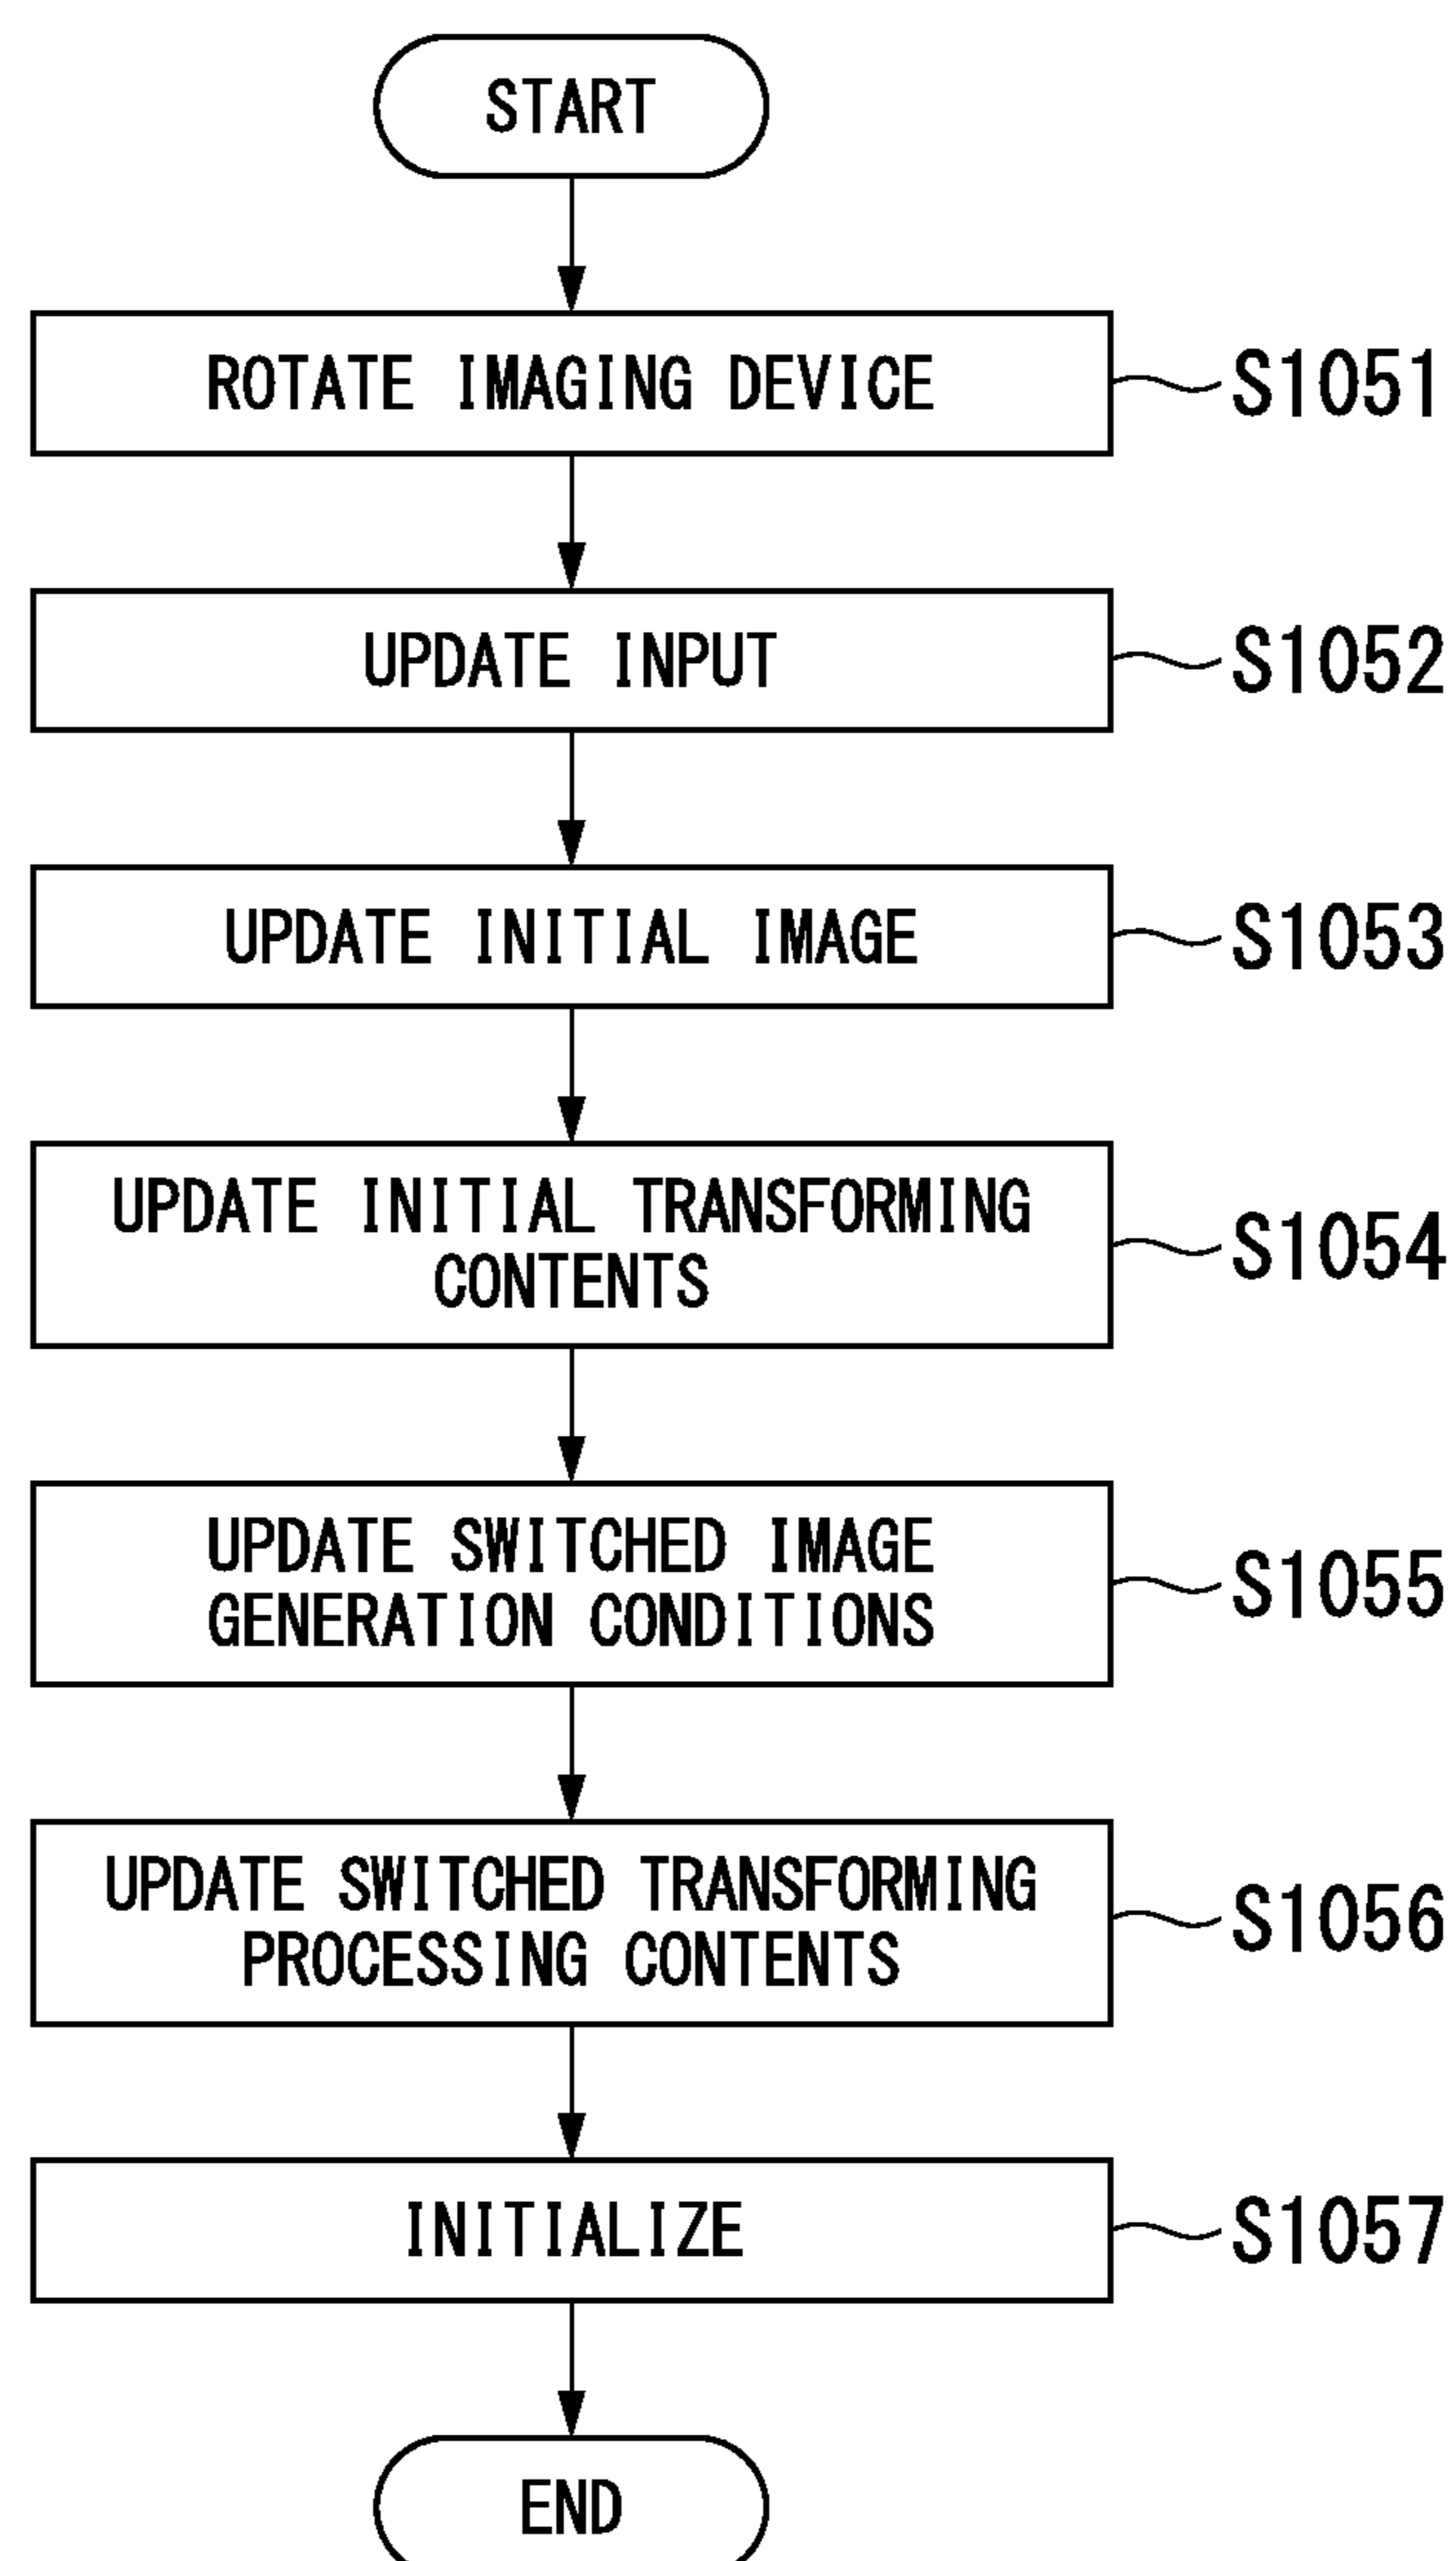 START
ROTATE IMAGING DEVICE
S1051
UPDATE INPUT
S1052
UPDATE INITIAL IMAGE
S1053
UPDATE INITIAL TRANSFORMING
CONTENTS
S1054
UPDATE SWITCHED IMAGE
GENERATION CONDITIONS
S1055
UPDATE SWITCHED TRANSFORMING
PROCESSING CONTENTS
S1056
INITIALIZE
S1057
END